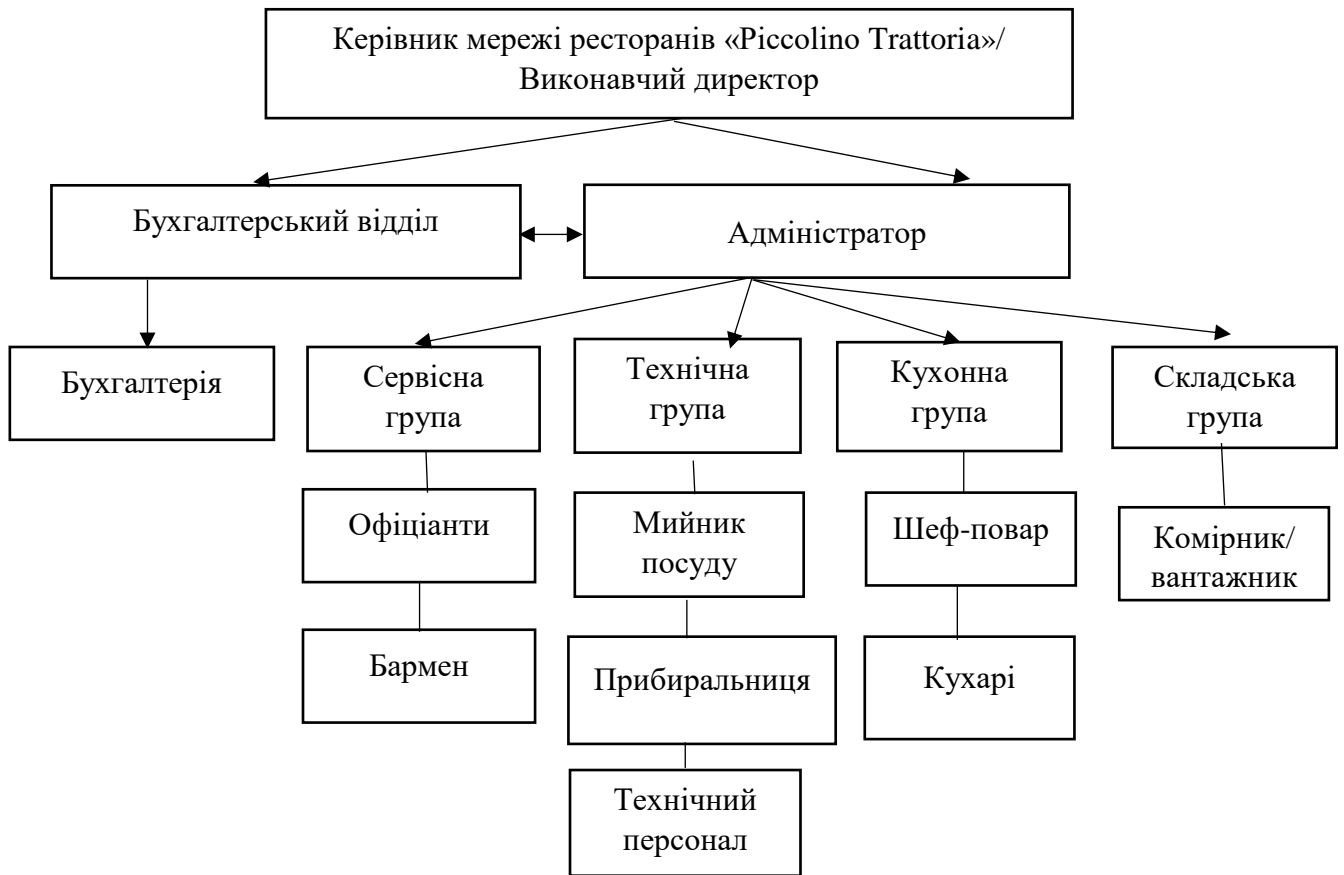 Керівник мережі ресторанів «Piccolino Trattoria»/
Виконавчий директор
Бухгалтерський відділ
Адміністратор
Бухгалтерія
Сервісна
група
Технічна
група
Кухонна
група
Складська
група
Офіціанти
Мийник
посуду
Шеф-повар
Комірник/
вантажник
Бармен
Прибиральниця
Кухарі
Технічний
персонал